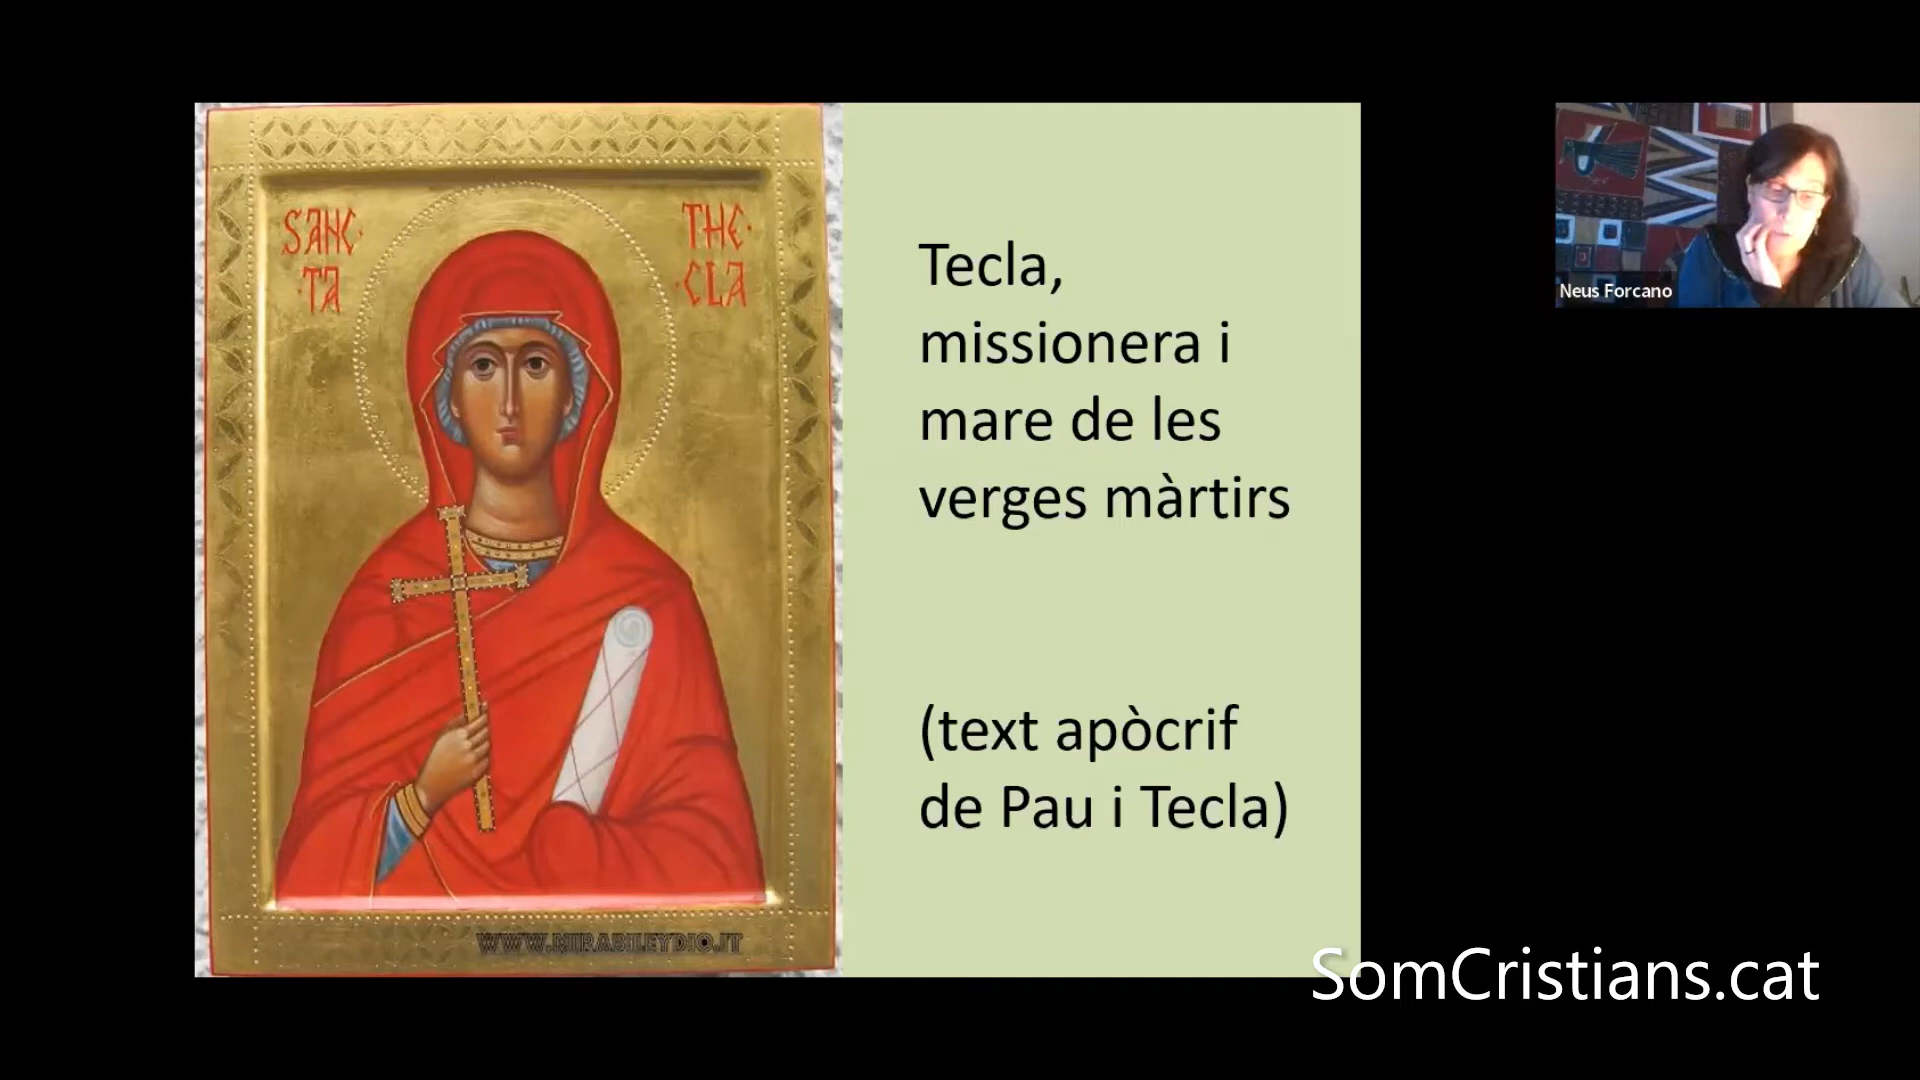 SANC·
·TA
THE·
·CLA
Tecla,
missionera i
mare de les
verges màrtirs
(text apòcrif
de Pau i Tecla)
Neus Forcano
WWW.MIRABILEYDIO.IT
SomCristians.cat